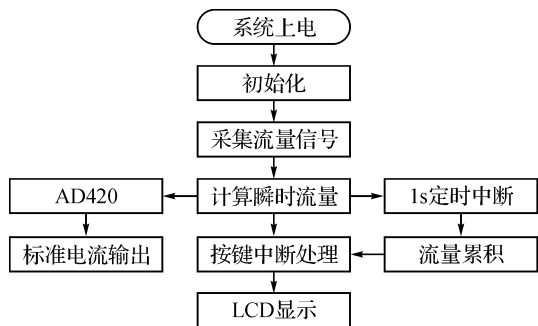 系统上电
初始化
采集流量信号
AD420
计算瞬时流量
1s定时中断
标准电流输出
按键中断处理
流量累积
LCD显示